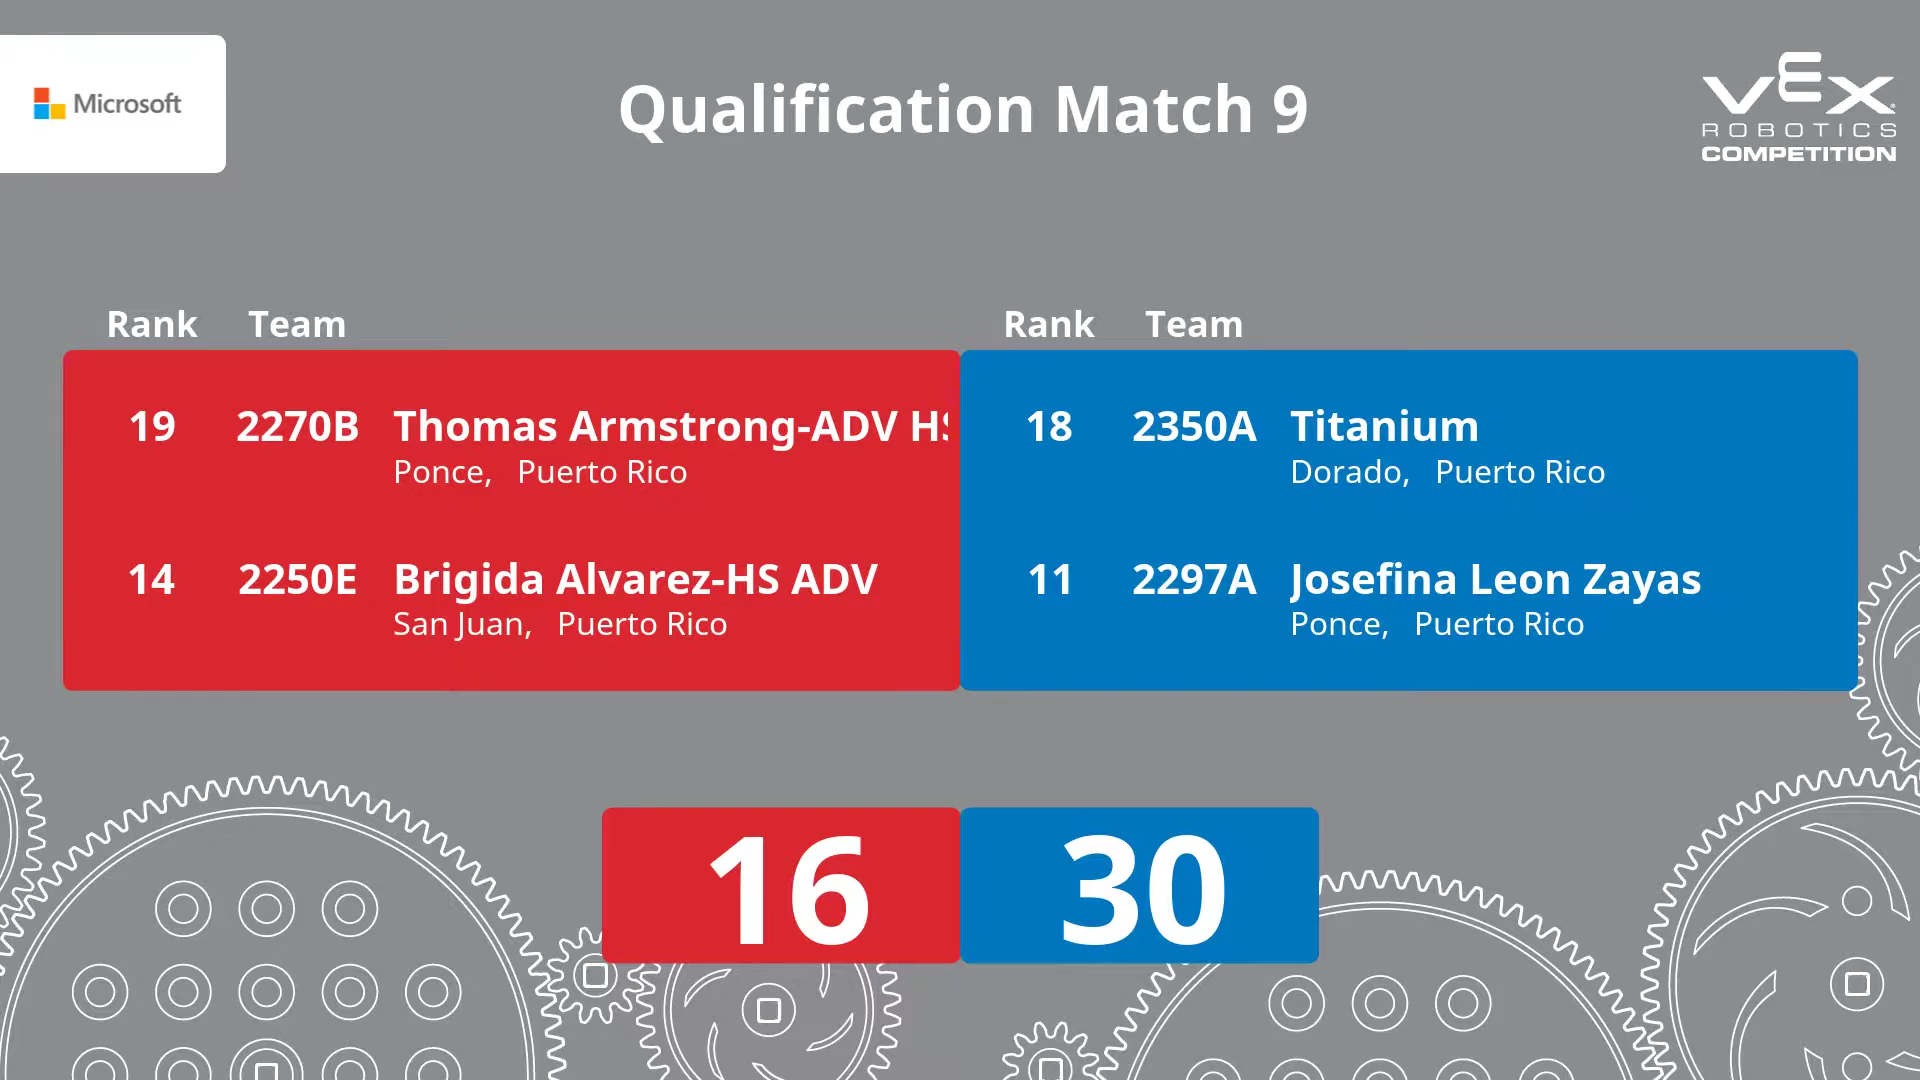 Microsoft
Qualification Match 9
VEX
ROBOTICS
COMPETITION
Rank Team
19 2270B Thomas Armstrong-ADV HS
Ponce, Puerto Rico
14 2250E Brigida Alvarez-HS ADV
San Juan, Puerto Rico
Rank Team
18 2350A Titanium
Dorado, Puerto Rico
11 2297A Josefina Leon Zayas
Ponce, Puerto Rico
16 30